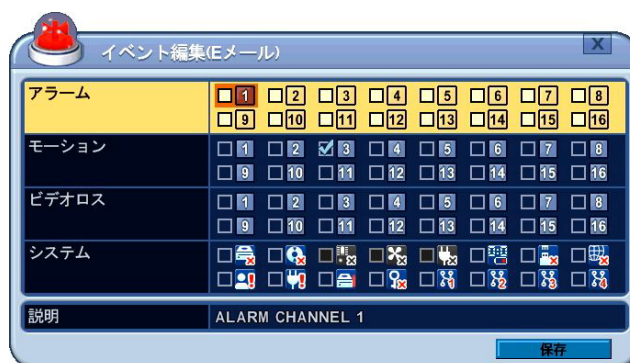 イベント編集(Eメール)
X
アラーム
1 2 3 4 5 6 7 8
9 10 11 12 13 14 15 16
モーション
1 2 3 4 5 6 7 8
9 10 11 12 13 14 15 16
ビデオロス
1 2 3 4 5 6 7 8
9 10 11 12 13 14 15 16
システム
1 2 3 4
説明
ALARM CHANNEL 1
保存